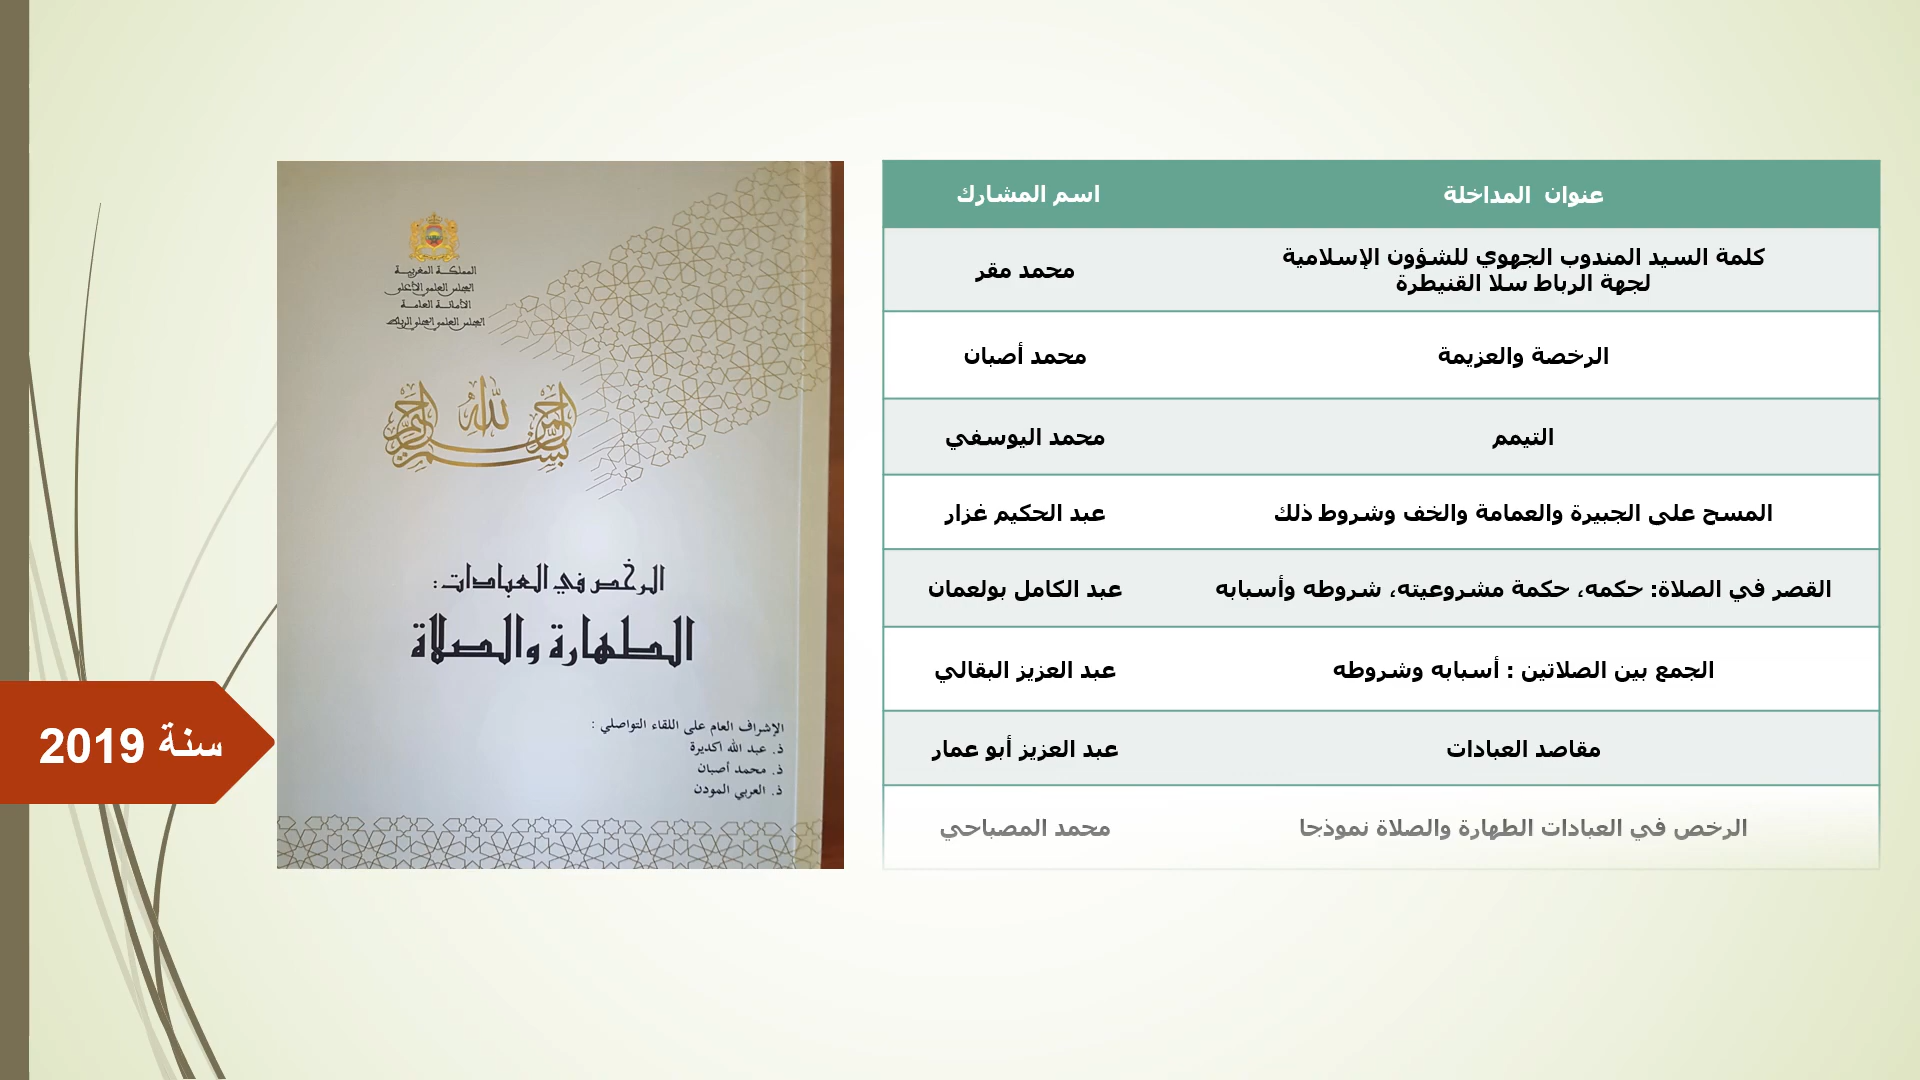 عنوان المداخلة اسم المشارك
كلمة السيد المندوب الجهوي للشؤون الإسلامية
لجهة الرباط سلا القنيطرة
محمد مقر
الرخصة والعزيمة محمد أصبان
التيمم محمد اليوسفي
المسح على الجبيرة والعمامة والخف وشروط ذلك عبد الحكيم غزار
القصر في الصلاة: حكمه، حكمة مشروعيته، شروطه وأسبابه عبد الكامل بولعمان
الجمع بين الصلاتين : أسبابه وشروطه عبد العزيز البقالي
مقاصد العبادات عبد العزيز أبو عمار
الرخص في العبادات الطهارة والصلاة نموذجا محمد المصباحي
المملكة المغربية
المجلس العلمي الأعلى
الأمانة العامة
المجلس العلمي المحلي الرباط
بسم الله الرحمن الرحيم
الرخص في العبادات :
الطهارة والصلاة
الإشراف العام على اللقاء التواصلي :
ذ. عبد الله اكديرة
ذ. محمد أصبان
ذ. العربي المودن
سنة 2019